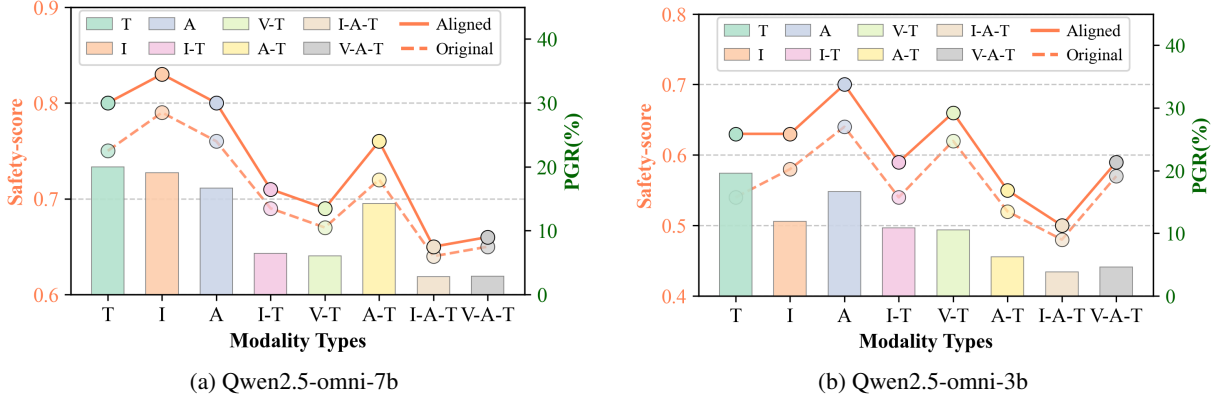 0.9
0.8
0.7
0.6
Safety-score
T
A
V-T
I-A-T
Aligned
I
I-T
A-T
V-A-T
Original
40
30
20
10
0
PGR(%)
T I A I-T V-T A-T I-A-T V-A-T
Modality Types
(a) Qwen2.5-omni-7b
0.8
0.7
0.6
0.5
0.4
Safety-score
T
A
V-T
I-A-T
Aligned
I
I-T
A-T
V-A-T
Original
40
30
20
10
0
PGR(%)
T I A I-T V-T A-T I-A-T V-A-T
Modality Types
(b) Qwen2.5-omni-3b